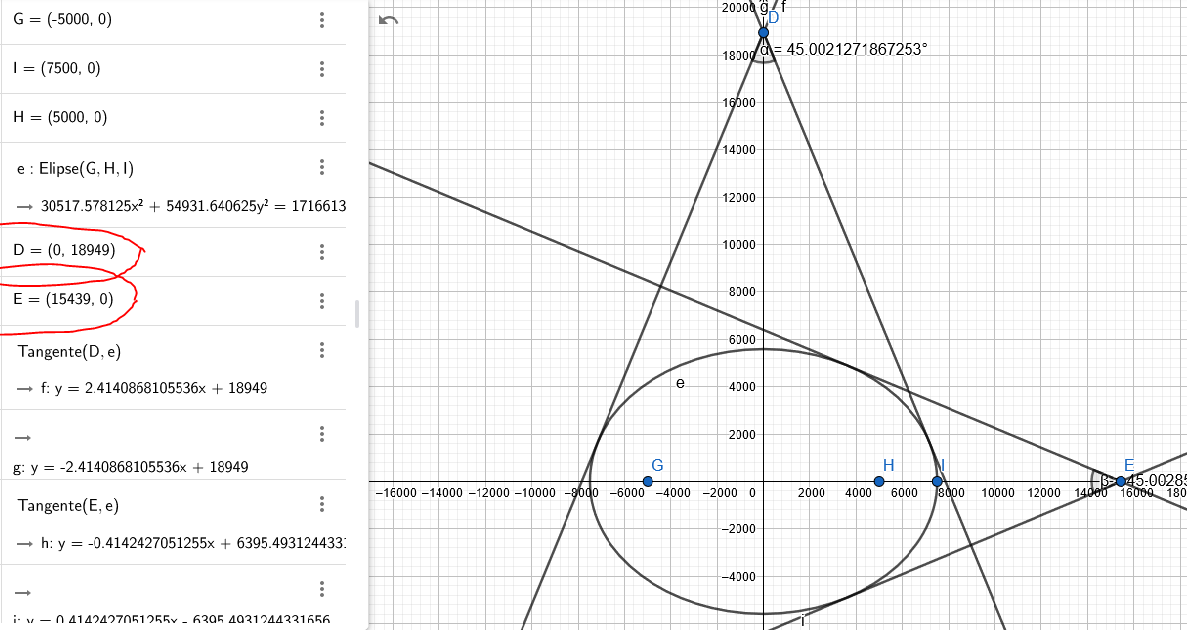 G = (-5000, 0)
I = (7500, 0)
H = (5000, 0)
e : Elipse(G, H, I)
→ 30517.578125x² + 54931.640625y² = 1716613
D = (0, 18949)
E = (15439, 0)
Tangente(D, e)
→ f: y = 2.4140868105536x + 18949
→
g: y = -2.4140868105536x + 18949
Tangente(E, e)
→ h: y = -0.4142427051255x + 6395.4931244331
→
i: y = 0.4142427051255x - 6395.4931244331656
20000 g f
D
18000 α = 45.0021271867253°
16000
14000
12000
10000
8000
6000
4000 e
2000
G H I E
−16000 −14000 −12000 −10000 −8000 −6000 −4000 −2000 0 2000 4000 6000 8000 10000 12000 14000 16000 18
β = 45.00285
−2000
−4000
i